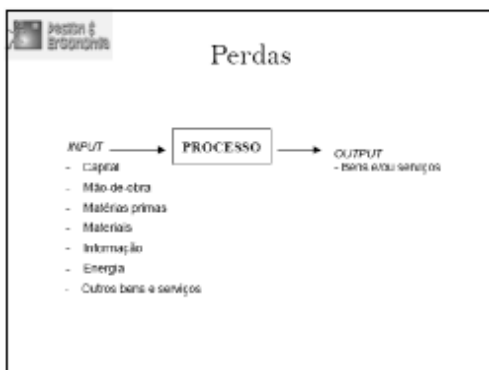 Design &
Ergonomia
Perdas
INPUT
PROCESSO
OUTPUT
- Bens e/ou serviços
- Capital
- Mão-de-obra
- Matérias primas
- Materiais
- Informação
- Energia
- Outros bens e serviços